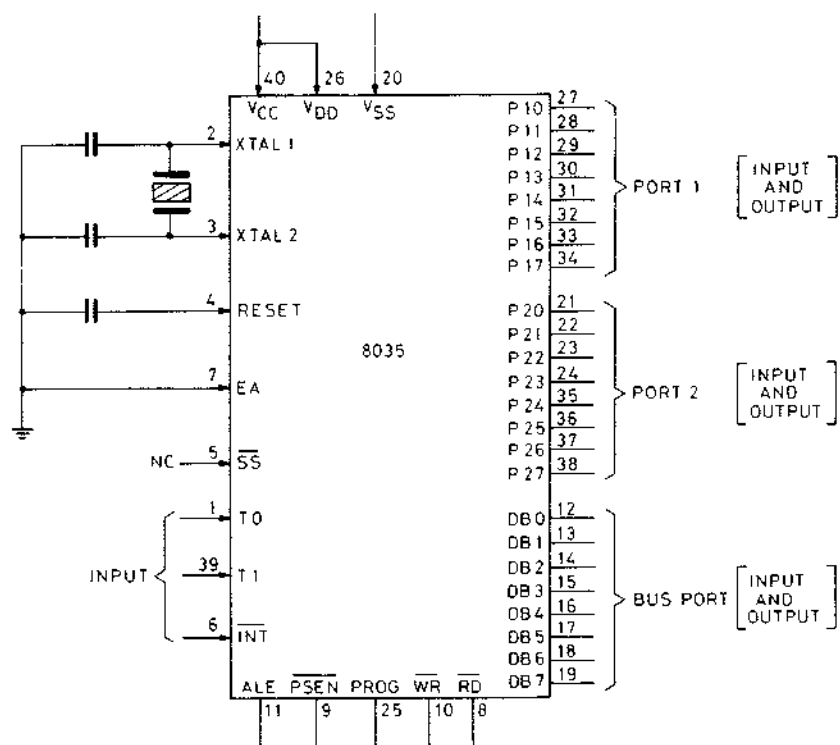 40 26 20
VCC VDD VSS
2 XTAL 1
3 XTAL 2
4 RESET
7 EA
NC 5 SS
1 T0
INPUT 39 T1
6 INT
8035
P10 27
P11 28
P12 29
P13 30
P14 31
P15 32
P16 33
P17 34
PORT 1
[INPUT
AND
OUTPUT]
P20 21
P21 22
P22 23
P23 24
P24 35
P25 36
P26 37
P27 38
PORT 2
[INPUT
AND
OUTPUT]
DB0 12
DB1 13
DB2 14
DB3 15
DB4 16
DB5 17
DB6 18
DB7 19
BUS PORT
[INPUT
AND
OUTPUT]
ALE PSEN PROG WR RD
11 9 25 10 8